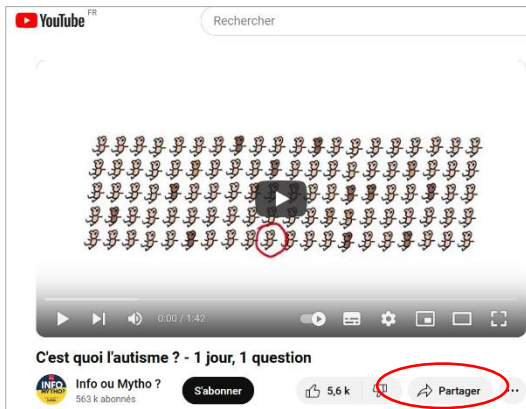 YouTube FR
Rechercher
0:00 / 1:42
C'est quoi l'autisme ? - 1 jour, 1 question
INFO MYTHO?
Info ou Mytho ?
563 k abonnés
S'abonner
5,6 k
Partager